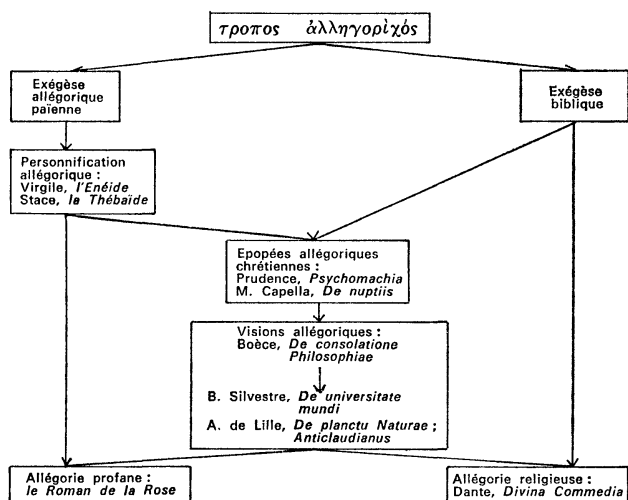 τροπος ἀλληγορὶχός
Exégèse
allégorique
païenne
Exégèse
biblique
Personnification
allégorique :
Virgile, l'Enéide
Stace, la Thébaïde
Epopées allégoriques
chrétiennes :
Prudence, Psychomachia
M. Capella, De nuptiis
Visions allégoriques :
Boèce, De consolatione
Philosophiae
B. Silvestre, De universitate
mundi
A. de Lille, De planctu Naturae ;
Anticlaudianus
Allégorie profane :
le Roman de la Rose
Allégorie religieuse :
Dante, Divina Commedia